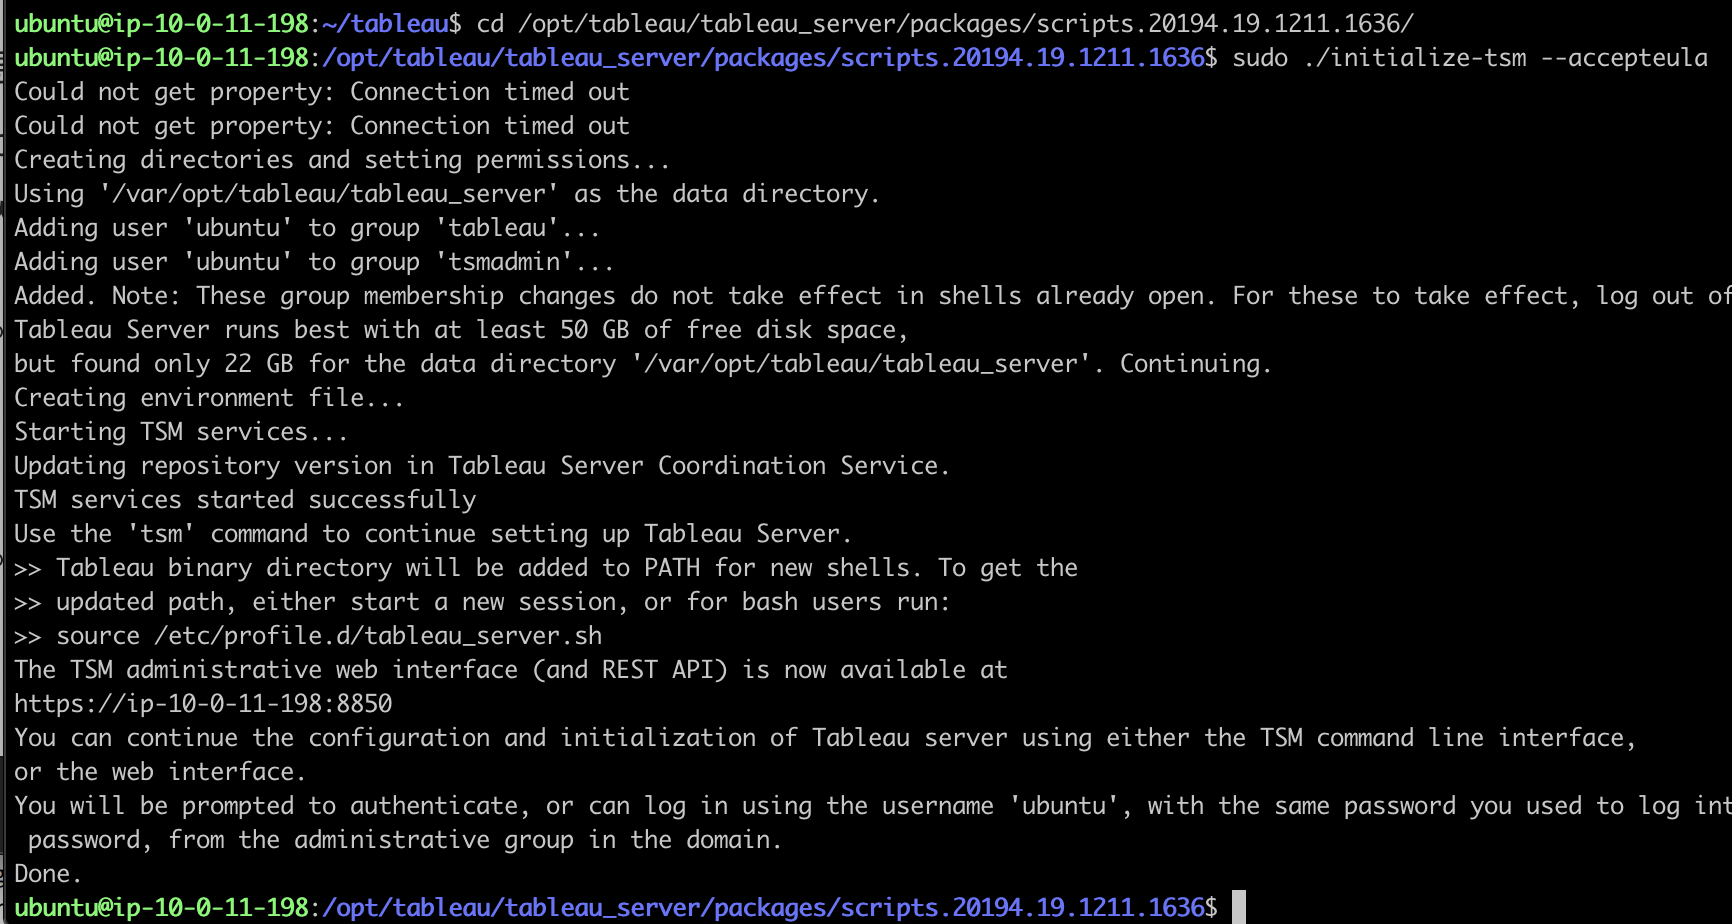 ubuntu@ip-10-0-11-198:~/tableau$ cd /opt/tableau/tableau_server/packages/scripts.20194.19.1211.1636/
ubuntu@ip-10-0-11-198:/opt/tableau/tableau_server/packages/scripts.20194.19.1211.1636$ sudo ./initialize-tsm --accepteula
Could not get property: Connection timed out
Could not get property: Connection timed out
Creating directories and setting permissions...
Using '/var/opt/tableau/tableau_server' as the data directory.
Adding user 'ubuntu' to group 'tableau'...
Adding user 'ubuntu' to group 'tsmadmin'...
Added. Note: These group membership changes do not take effect in shells already open. For these to take effect, log out of
Tableau Server runs best with at least 50 GB of free disk space,
but found only 22 GB for the data directory '/var/opt/tableau/tableau_server'. Continuing.
Creating environment file...
Starting TSM services...
Updating repository version in Tableau Server Coordination Service.
TSM services started successfully
Use the 'tsm' command to continue setting up Tableau Server.
>> Tableau binary directory will be added to PATH for new shells. To get the
>> updated path, either start a new session, or for bash users run:
>> source /etc/profile.d/tableau_server.sh
The TSM administrative web interface (and REST API) is now available at
https://ip-10-0-11-198:8850
You can continue the configuration and initialization of Tableau server using either the TSM command line interface,
or the web interface.
You will be prompted to authenticate, or can log in using the username 'ubuntu', with the same password you used to log int
password, from the administrative group in the domain.
Done.
ubuntu@ip-10-0-11-198:/opt/tableau/tableau_server/packages/scripts.20194.19.1211.1636$